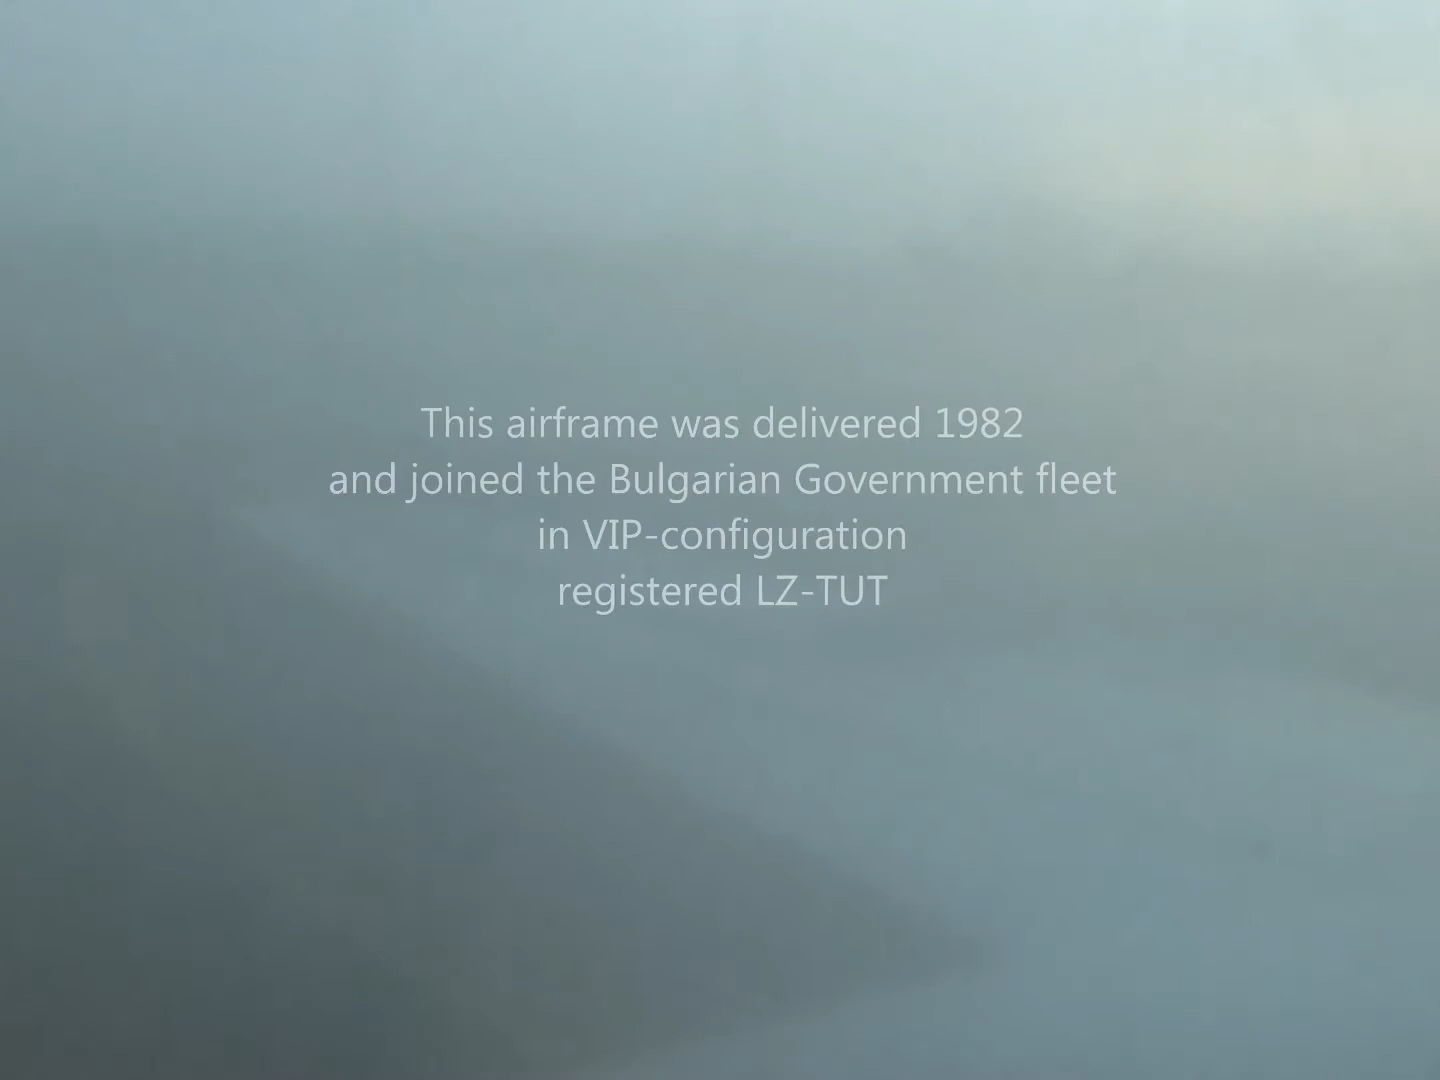 This airframe was delivered 1982
and joined the Bulgarian Government fleet
in VIP-configuration
registered LZ-TUT